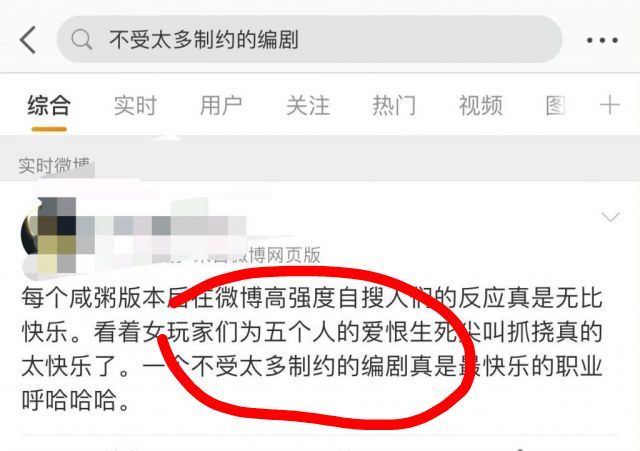 不受太多制约的编剧
综合 实时 用户 关注 热门 视频 图
实时微博
来自微博网页版
每个咸粥版本后在微博高强度自搜人们的反应真是无比
快乐。看着女玩家们为五个人的爱恨生死尖叫抓挠真的
太快乐了。一个不受太多制约的编剧真是最快乐的职业
呼哈哈哈。